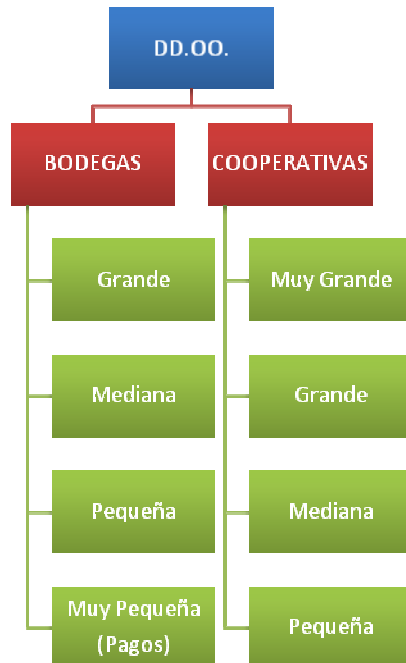 DD.OO.
BODEGAS
Grande
Mediana
Pequeña
Muy Pequeña
(Pagos)
COOPERATIVAS
Muy Grande
Grande
Mediana
Pequeña